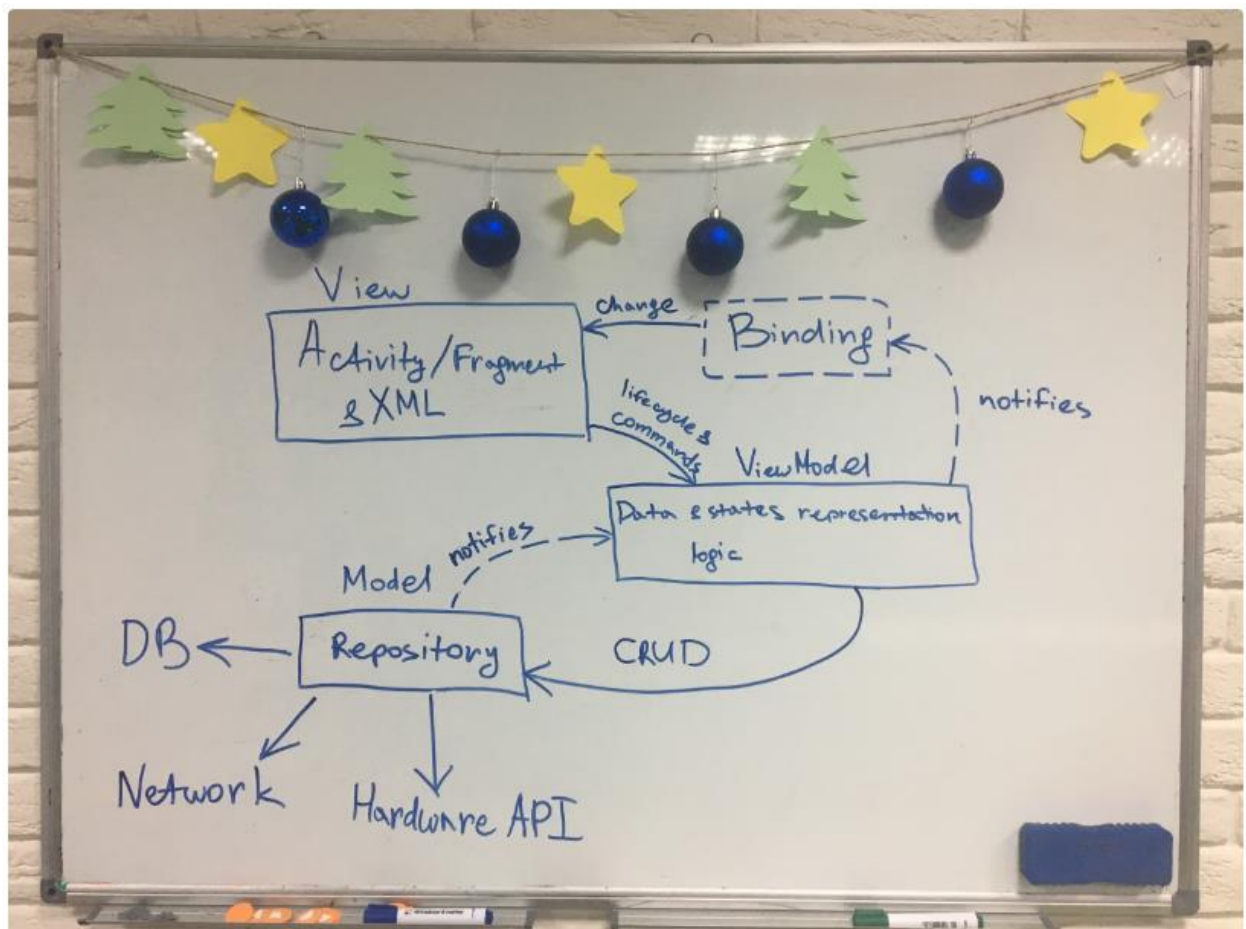 View
Activity/Fragment
& XML
change
Binding
notifies
lifecycle &
commands
ViewModel
Data & states representation
logic
notifies
Model
Repository
CRUD
DB
Network
Hardware API